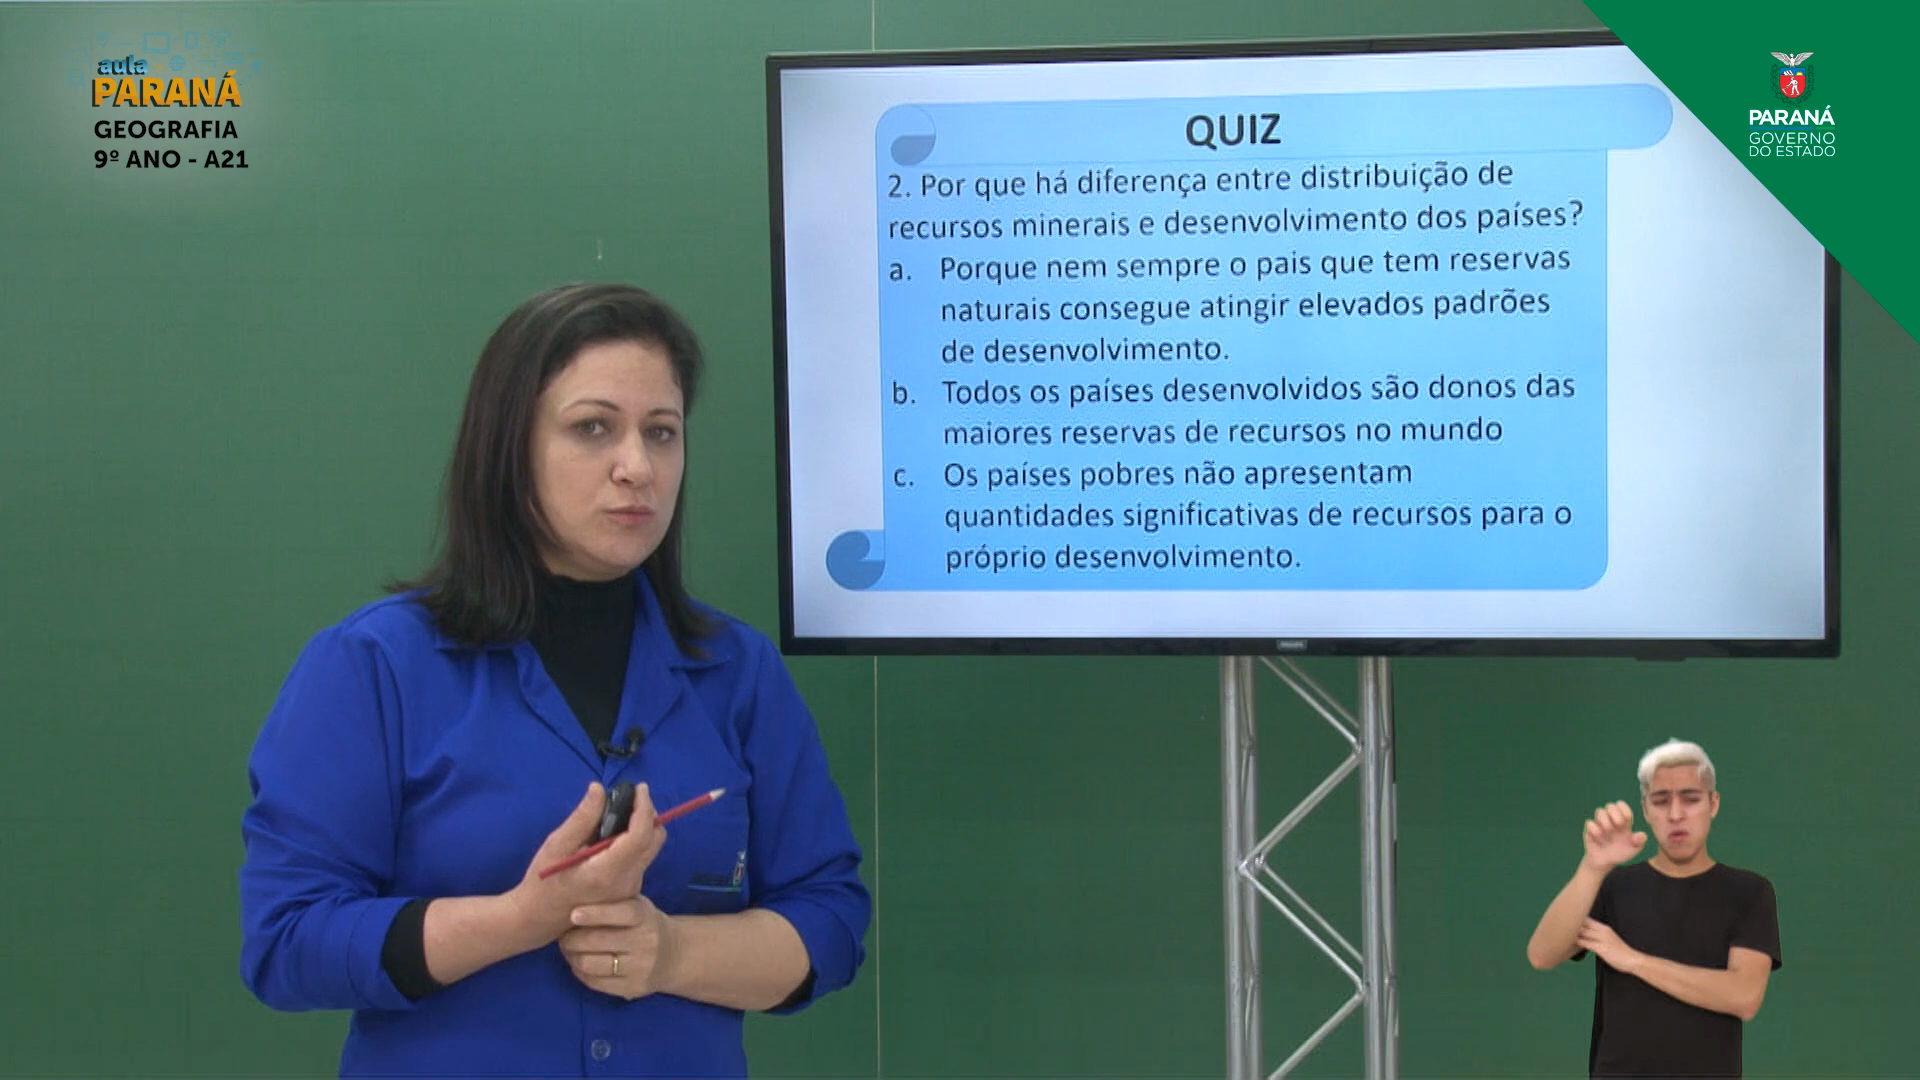 aula
PARANÁ
GEOGRAFIA
9º ANO - A21
QUIZ
2. Por que há diferença entre distribuição de
recursos minerais e desenvolvimento dos países?
a. Porque nem sempre o pais que tem reservas
naturais consegue atingir elevados padrões
de desenvolvimento.
b. Todos os países desenvolvidos são donos das
maiores reservas de recursos no mundo
c. Os países pobres não apresentam
quantidades significativas de recursos para o
próprio desenvolvimento.
PARANÁ
GOVERNO
DO ESTADO